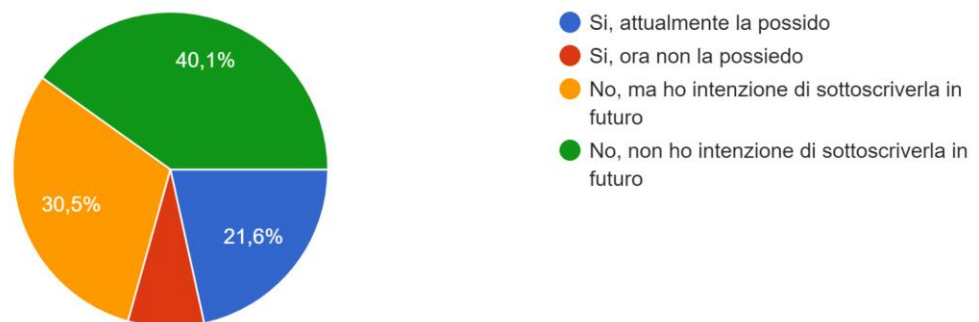 40,1%
30,5%
21,6%
Si, attualmente la possido
Si, ora non la possiedo
No, ma ho intenzione di sottoscriverla in
futuro
No, non ho intenzione di sottoscriverla in
futuro